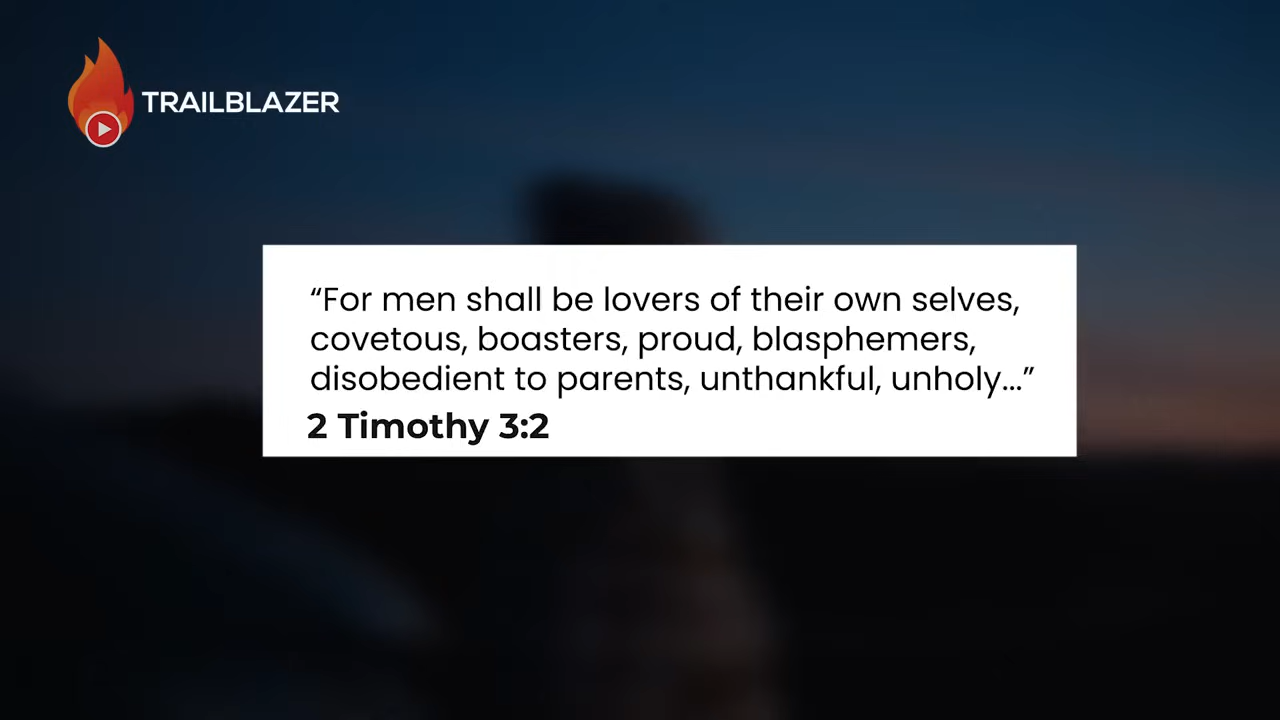 TRAILBLAZER
“For men shall be lovers of their own selves,
covetous, boasters, proud, blasphemers,
disobedient to parents, unthankful, unholy...”
2 Timothy 3:2